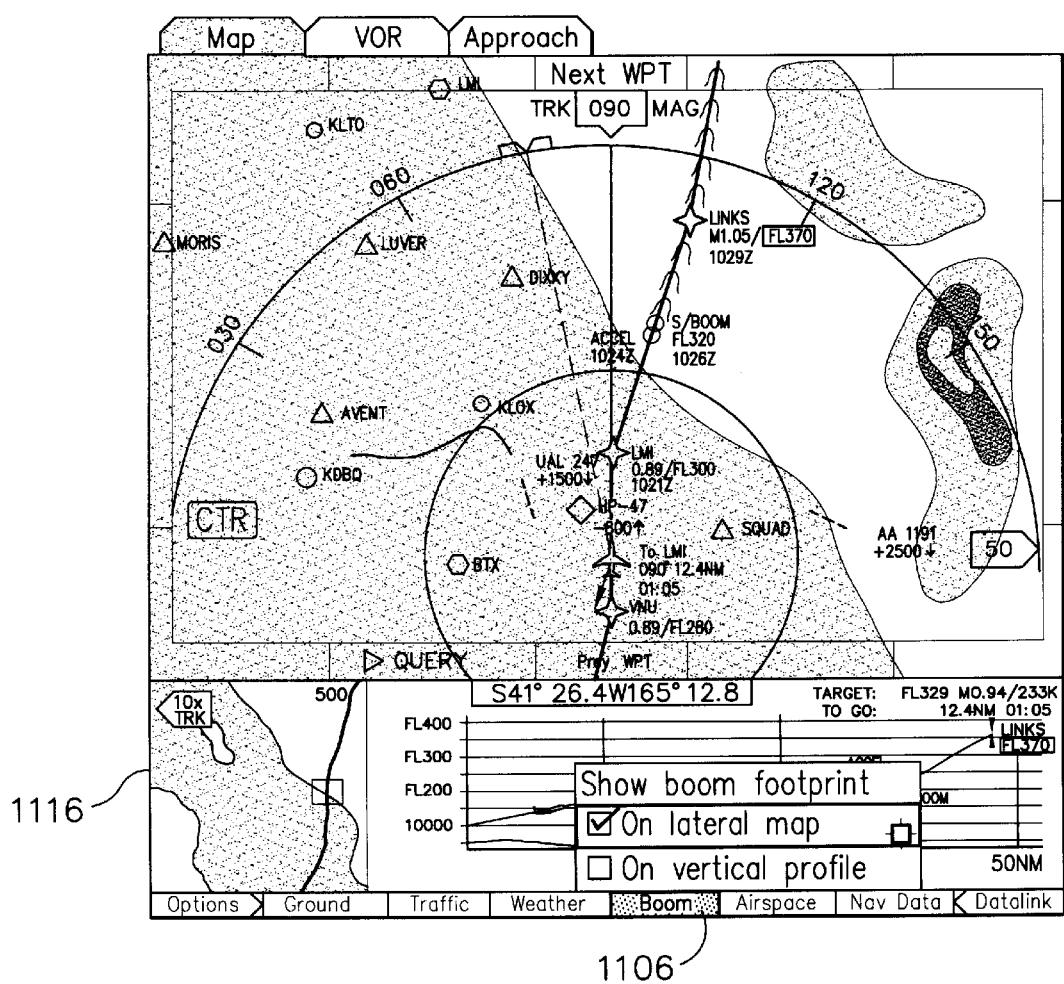 Map VOR Approach
Next WPT
TRK 090 MAG
LMI
KLTO
060
120
LINKS
M1.05/FL370
1029Z
MORIS
LUVER
DIXXY
030
150
S/BOOM
FL320
1026Z
ACCEL
1024Z
AVENT
KLOX
LMI
0.89/FL300
1021Z
UAL 247
+1500↓
KDBQ
CTR
HP-47
-800↑
SQUAD
AA 1191
+2500↓
50
BTX
To LMI
090° 12.4NM
01:05
VNU
0.89/FL280
QUERY
Prev WPT
S41° 26.4W165° 12.8
10x
TRK
500
TARGET: FL329 M0.94/233K
TO GO: 12.4NM 01:05
FL400
LINKS
FL370
FL300
FL200
10000
Show boom footprint
On lateral map
On vertical profile
OOM
50NM
Options Ground Traffic Weather Boom Airspace Nav Data Datalink
1116
1106